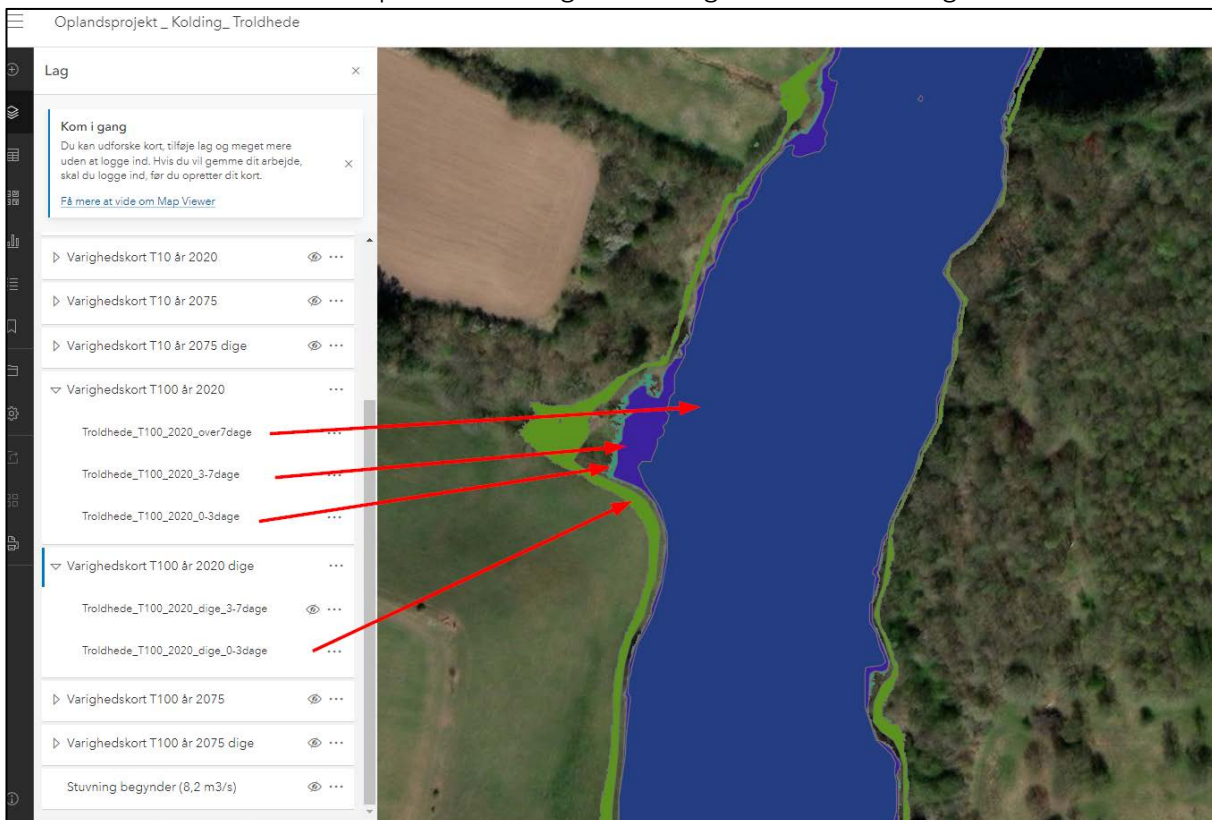 Oplandsprojekt _ Kolding_ Troldhede
Lag
Kom i gang
Du kan udforske kort, tilføje lag og meget mere
uden at logge ind. Hvis du vil gemme dit arbejde,
skal du logge ind, før du opretter dit kort.
Få mere at vide om Map Viewer
Varighedskort T10 år 2020
Varighedskort T10 år 2075
Varighedskort T10 år 2075 dige
Varighedskort T100 år 2020
Troldhede_T100_2020_over7dage
Troldhede_T100_2020_3-7dage
Troldhede_T100_2020_0-3dage
Varighedskort T100 år 2020 dige
Troldhede_T100_2020_dige_3-7dage
Troldhede_T100_2020_dige_0-3dage
Varighedskort T100 år 2075
Varighedskort T100 år 2075 dige
Stuvning begynder (8,2 m3/s)